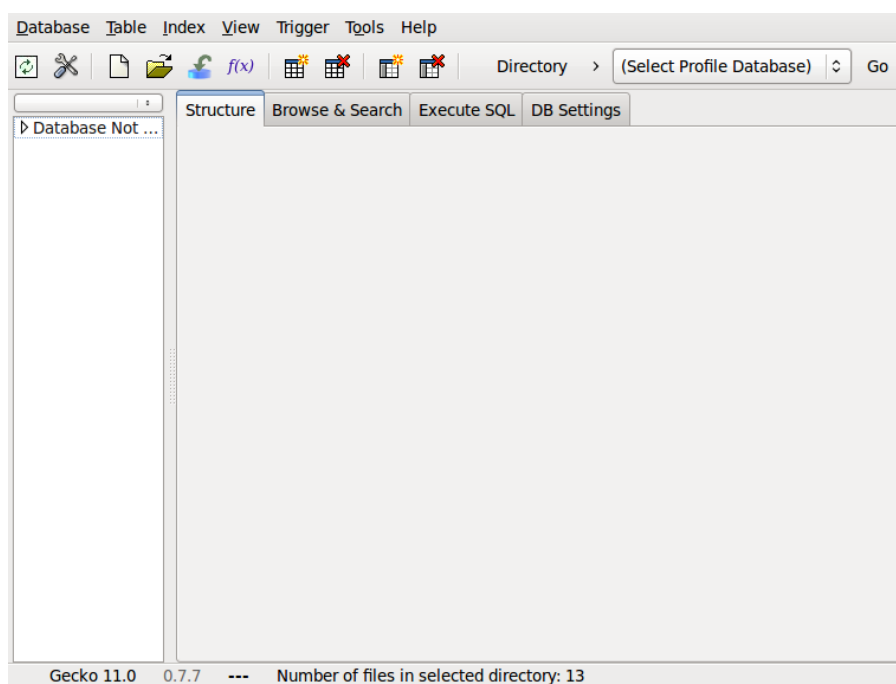 Database Table Index View Trigger Tools Help
f(x) Directory > (Select Profile Database) Go
Structure Browse & Search Execute SQL DB Settings
Database Not ...
Gecko 11.0 0.7.7 --- Number of files in selected directory: 13